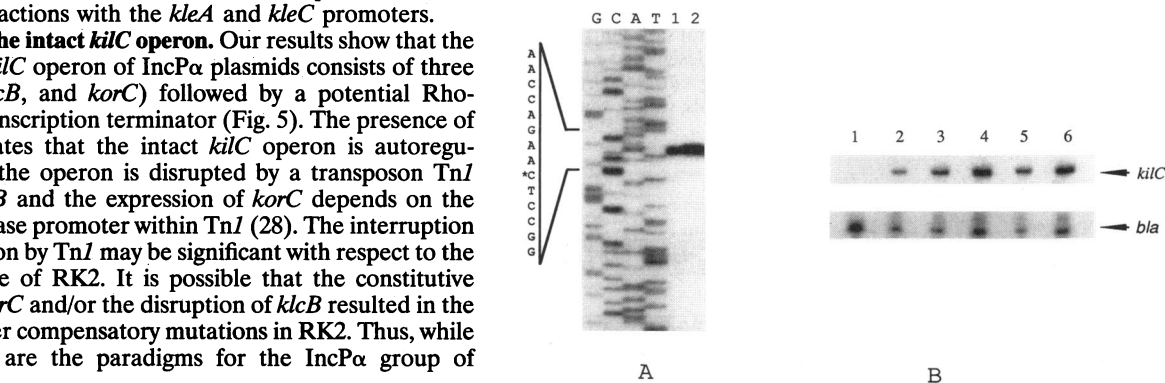 actions with the kleA and kleC promoters.
he intact kilC operon. Our results show that the
ilC operon of IncPα plasmids consists of three
cB, and korC) followed by a potential Rho-
nscription terminator (Fig. 5). The presence of
ates that the intact kilC operon is autoregu-
the operon is disrupted by a transposon Tn1
B and the expression of korC depends on the
ase promoter within Tn1 (28). The interruption
on by Tn1 may be significant with respect to the
e of RK2. It is possible that the constitutive
rC and/or the disruption of klcB resulted in the
er compensatory mutations in RK2. Thus, while
are the paradigms for the IncPα group of
G C A T 1 2
A
A
C
C
A
G
A
A
*C
T
C
C
G
G
A
1 2 3 4 5 6
kilC
bla
B